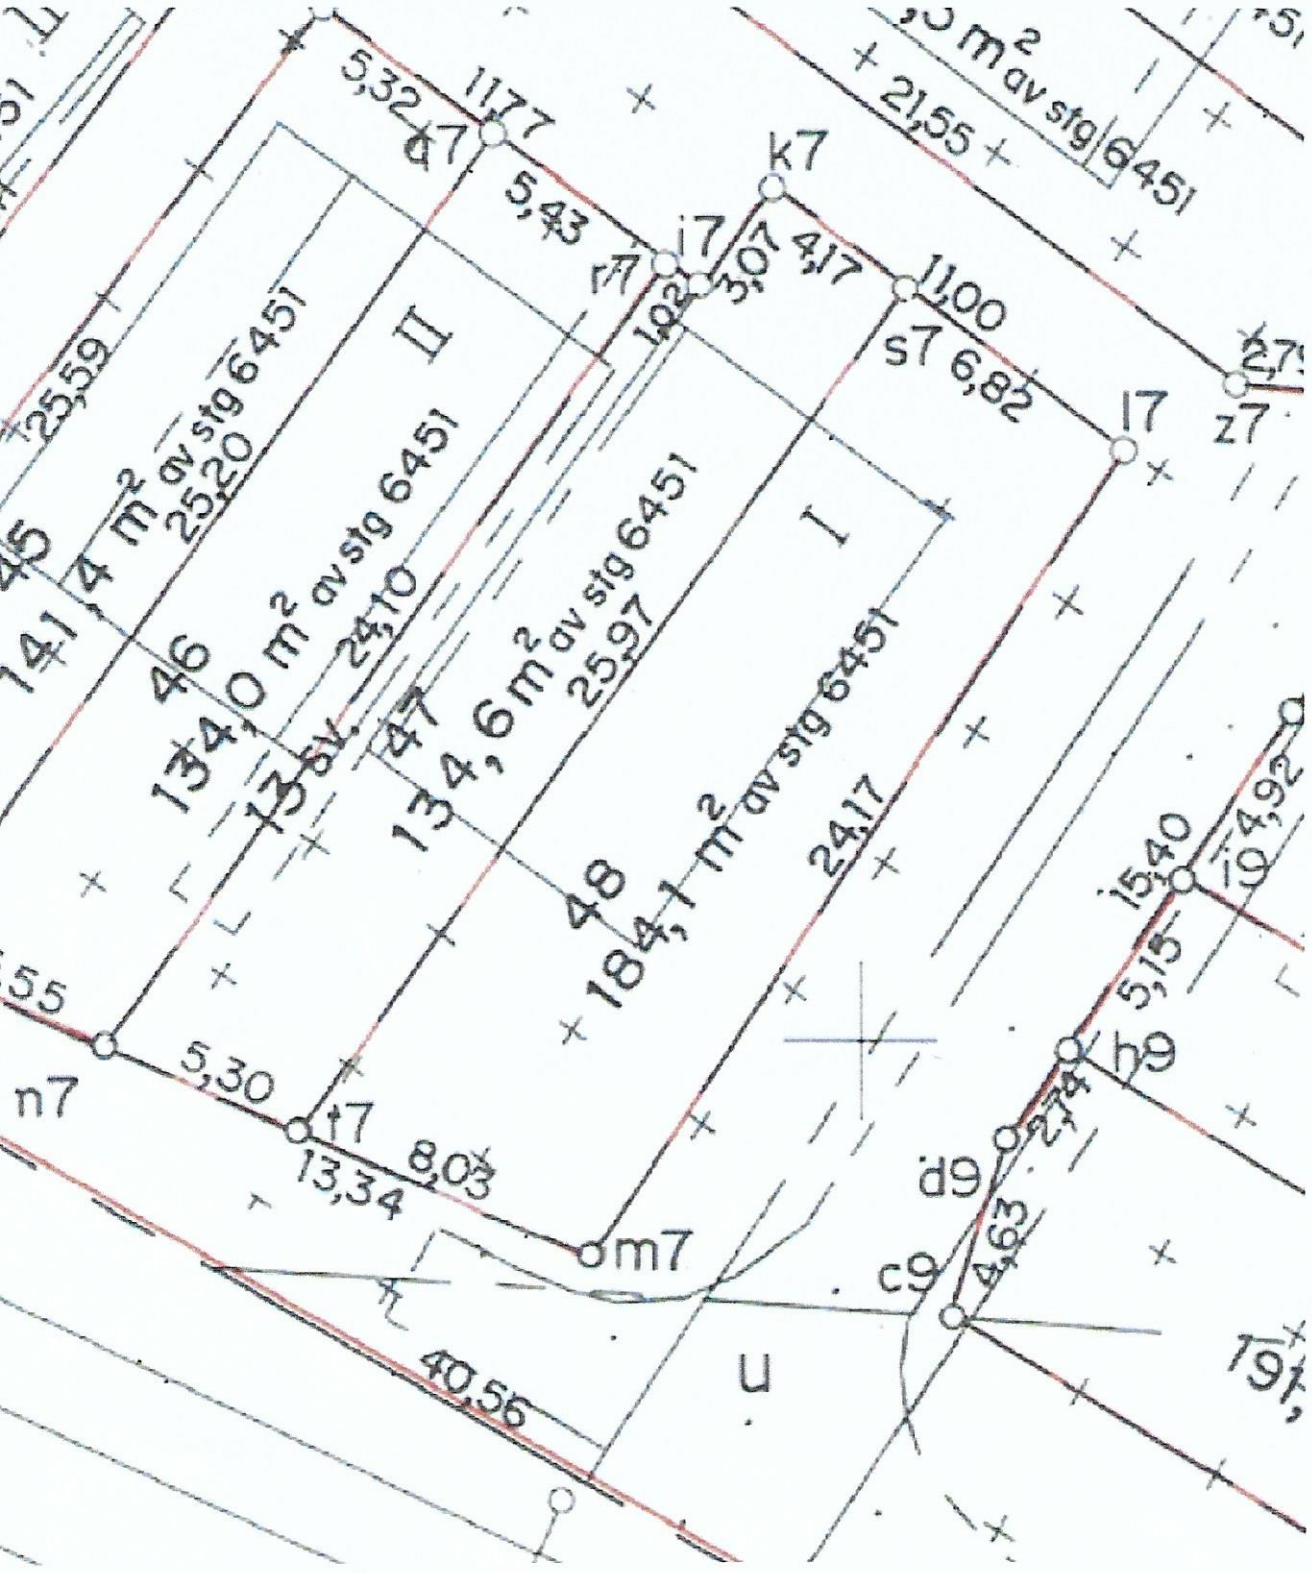 5,32
1177
q7
5,43
r7
i7
k7
3,07
1,02
4,17
11,00
s7 6,82
l7
21,55
m² av stg 6451
2,79
z7
25,59
II
141,4 m² av stg 6451
25,20
45
46
134,0 m² av stg 6451
24,10
13 sv.
47
134,6 m² av stg 6451
25,97
I
48
184,1 m² av stg 6451
24,17
15,40
4,92
5,15
h9
2,74
d9
4,63
c9
,55
n7
5,30
t7
13,34
8,03
m7
40,56
u